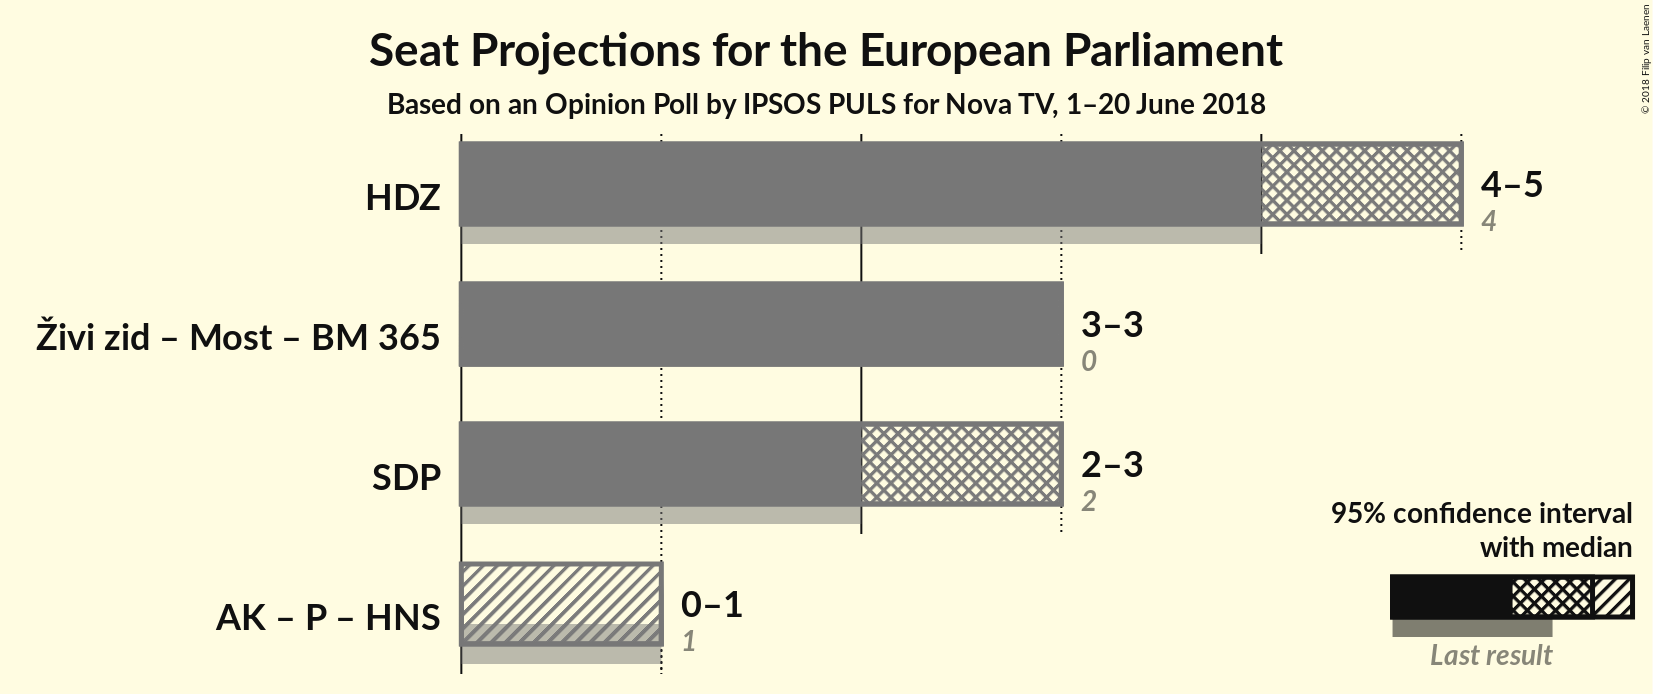 Seat Projections for the European Parliament
Based on an Opinion Poll by IPSOS PULS for Nova TV, 1–20 June 2018
© 2018 Filip van Laenen
HDZ
4–5
4
Živi zid – Most – BM 365
3–3
0
SDP
2–3
2
AK – P – HNS
0–1
1
95% confidence interval
with median
Last result